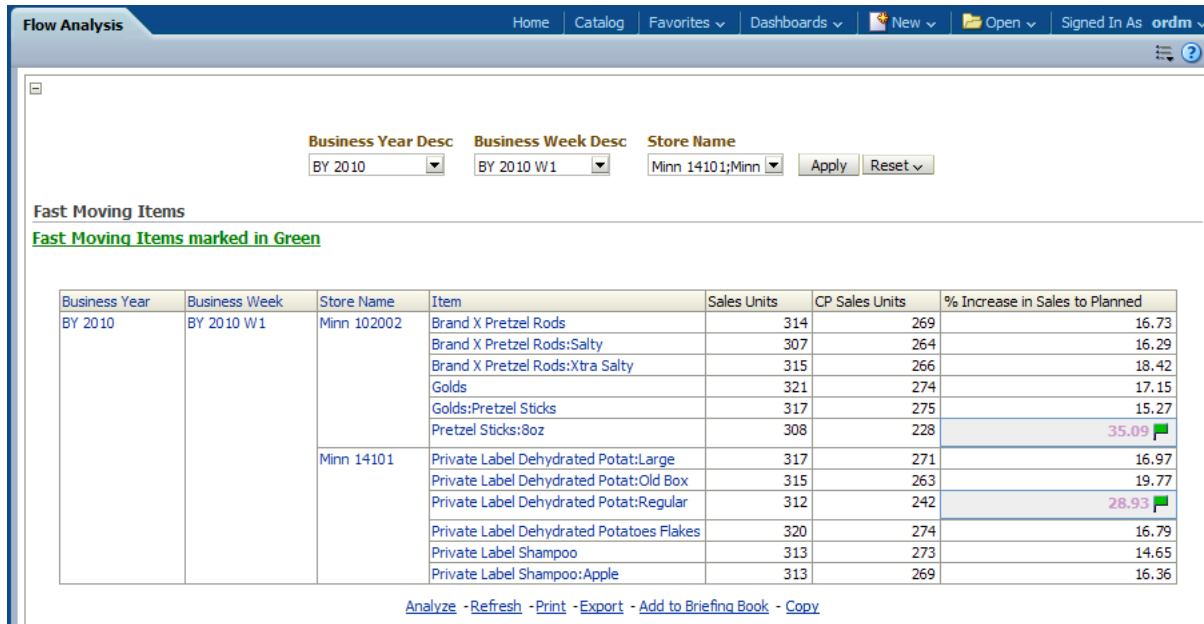 Flow Analysis Home Catalog Favorites Dashboards New Open Signed In As ordm
Business Year Desc Business Week Desc Store Name
BY 2010 BY 2010 W1 Minn 14101;Minn Apply Reset
Fast Moving Items
Fast Moving Items marked in Green
Business Year Business Week Store Name Item Sales Units CP Sales Units % Increase in Sales to Planned
BY 2010 BY 2010 W1 Minn 102002 Brand X Pretzel Rods 314 269 16.73
Brand X Pretzel Rods:Salty 307 264 16.29
Brand X Pretzel Rods:Xtra Salty 315 266 18.42
Golds 321 274 17.15
Golds:Pretzel Sticks 317 275 15.27
Pretzel Sticks:8oz 308 228 35.09
Minn 14101 Private Label Dehydrated Potat:Large 317 271 16.97
Private Label Dehydrated Potat:Old Box 315 263 19.77
Private Label Dehydrated Potat:Regular 312 242 28.93
Private Label Dehydrated Potatoes Flakes 320 274 16.79
Private Label Shampoo 313 273 14.65
Private Label Shampoo:Apple 313 269 16.36
Analyze - Refresh - Print - Export - Add to Briefing Book - Copy